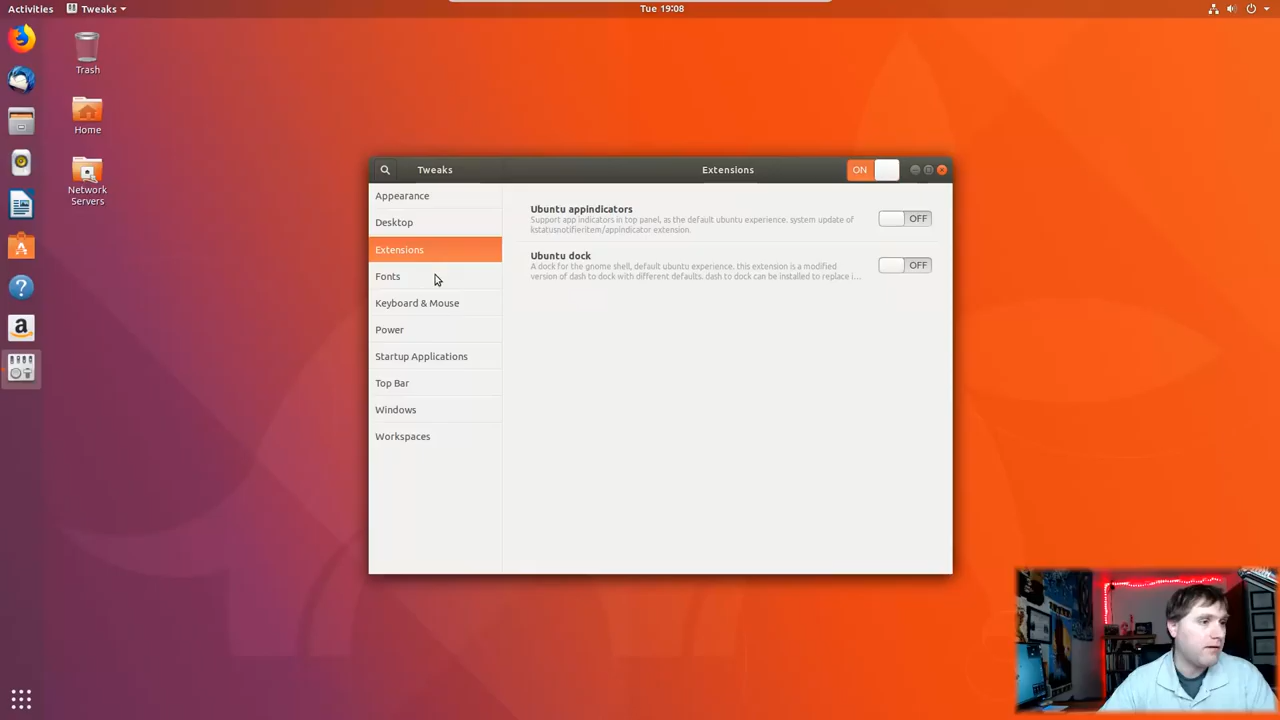 Activities
Tweaks
Tue 19:08
Trash
Home
Network
Servers
Tweaks
Extensions
ON
Appearance
Desktop
Extensions
Fonts
Keyboard & Mouse
Power
Startup Applications
Top Bar
Windows
Workspaces
Ubuntu appindicators
Support app indicators in top panel, as the default ubuntu experience. system update of
kstatusnotifieritem/appindicator extension.
OFF
Ubuntu dock
A dock for the gnome shell, default ubuntu experience. this extension is a modified
version of dash to dock with different defaults. dash to dock can be installed to replace i…
OFF